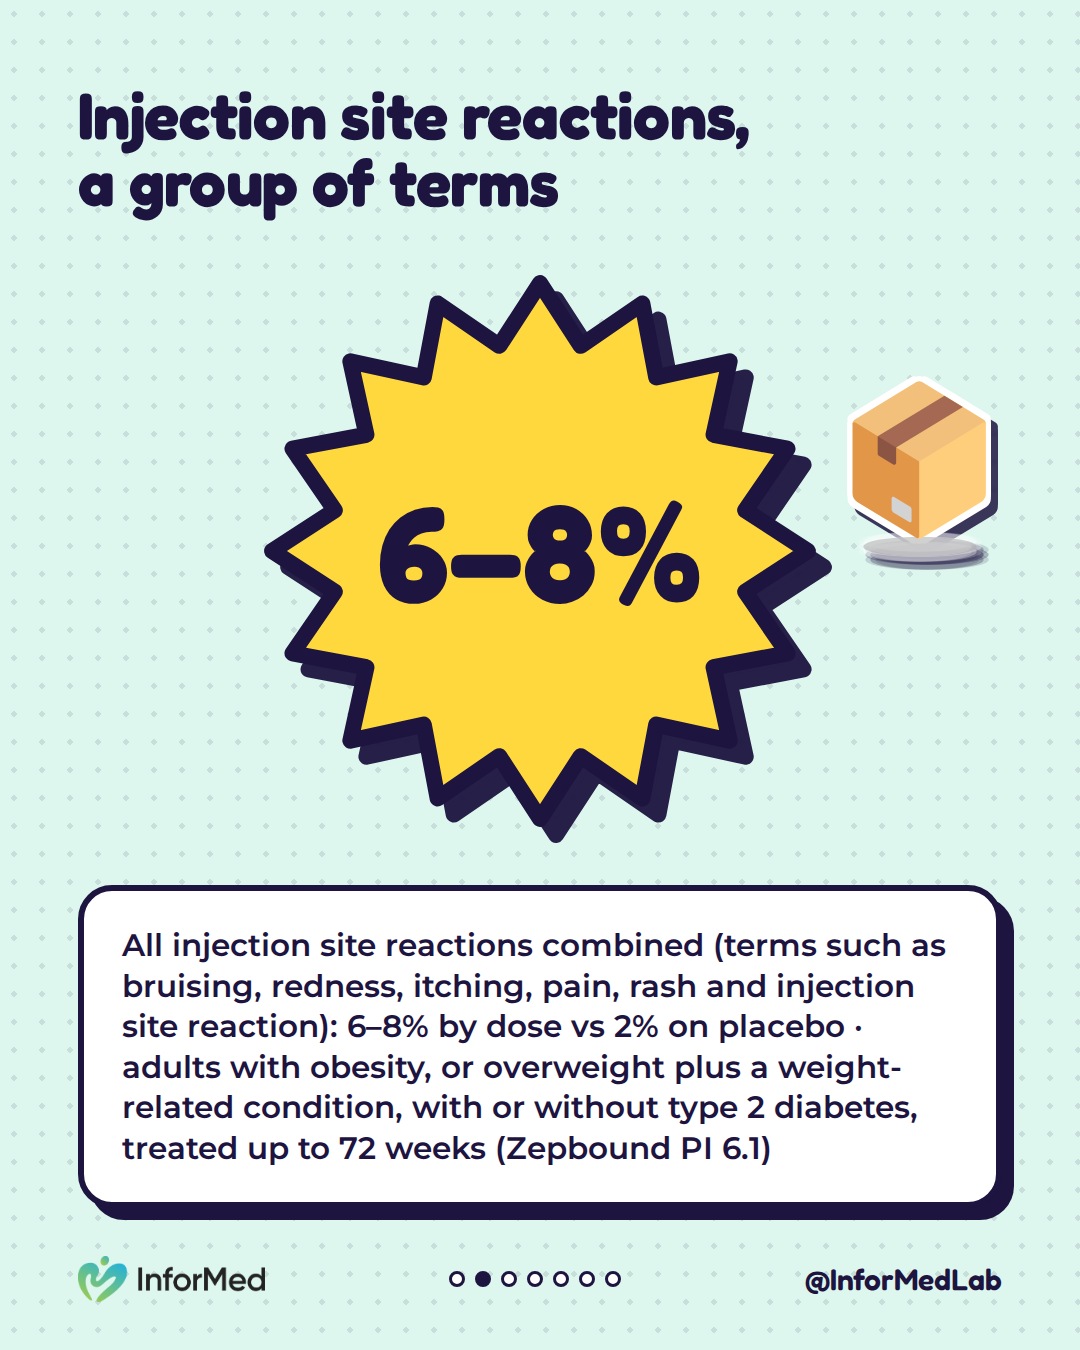 Injection site reactions,
a group of terms
6–8%
All injection site reactions combined (terms such as
bruising, redness, itching, pain, rash and injection
site reaction): 6–8% by dose vs 2% on placebo ·
adults with obesity, or overweight plus a weight-
related condition, with or without type 2 diabetes,
treated up to 72 weeks (Zepbound PI 6.1)
InforMed
@InforMedLab